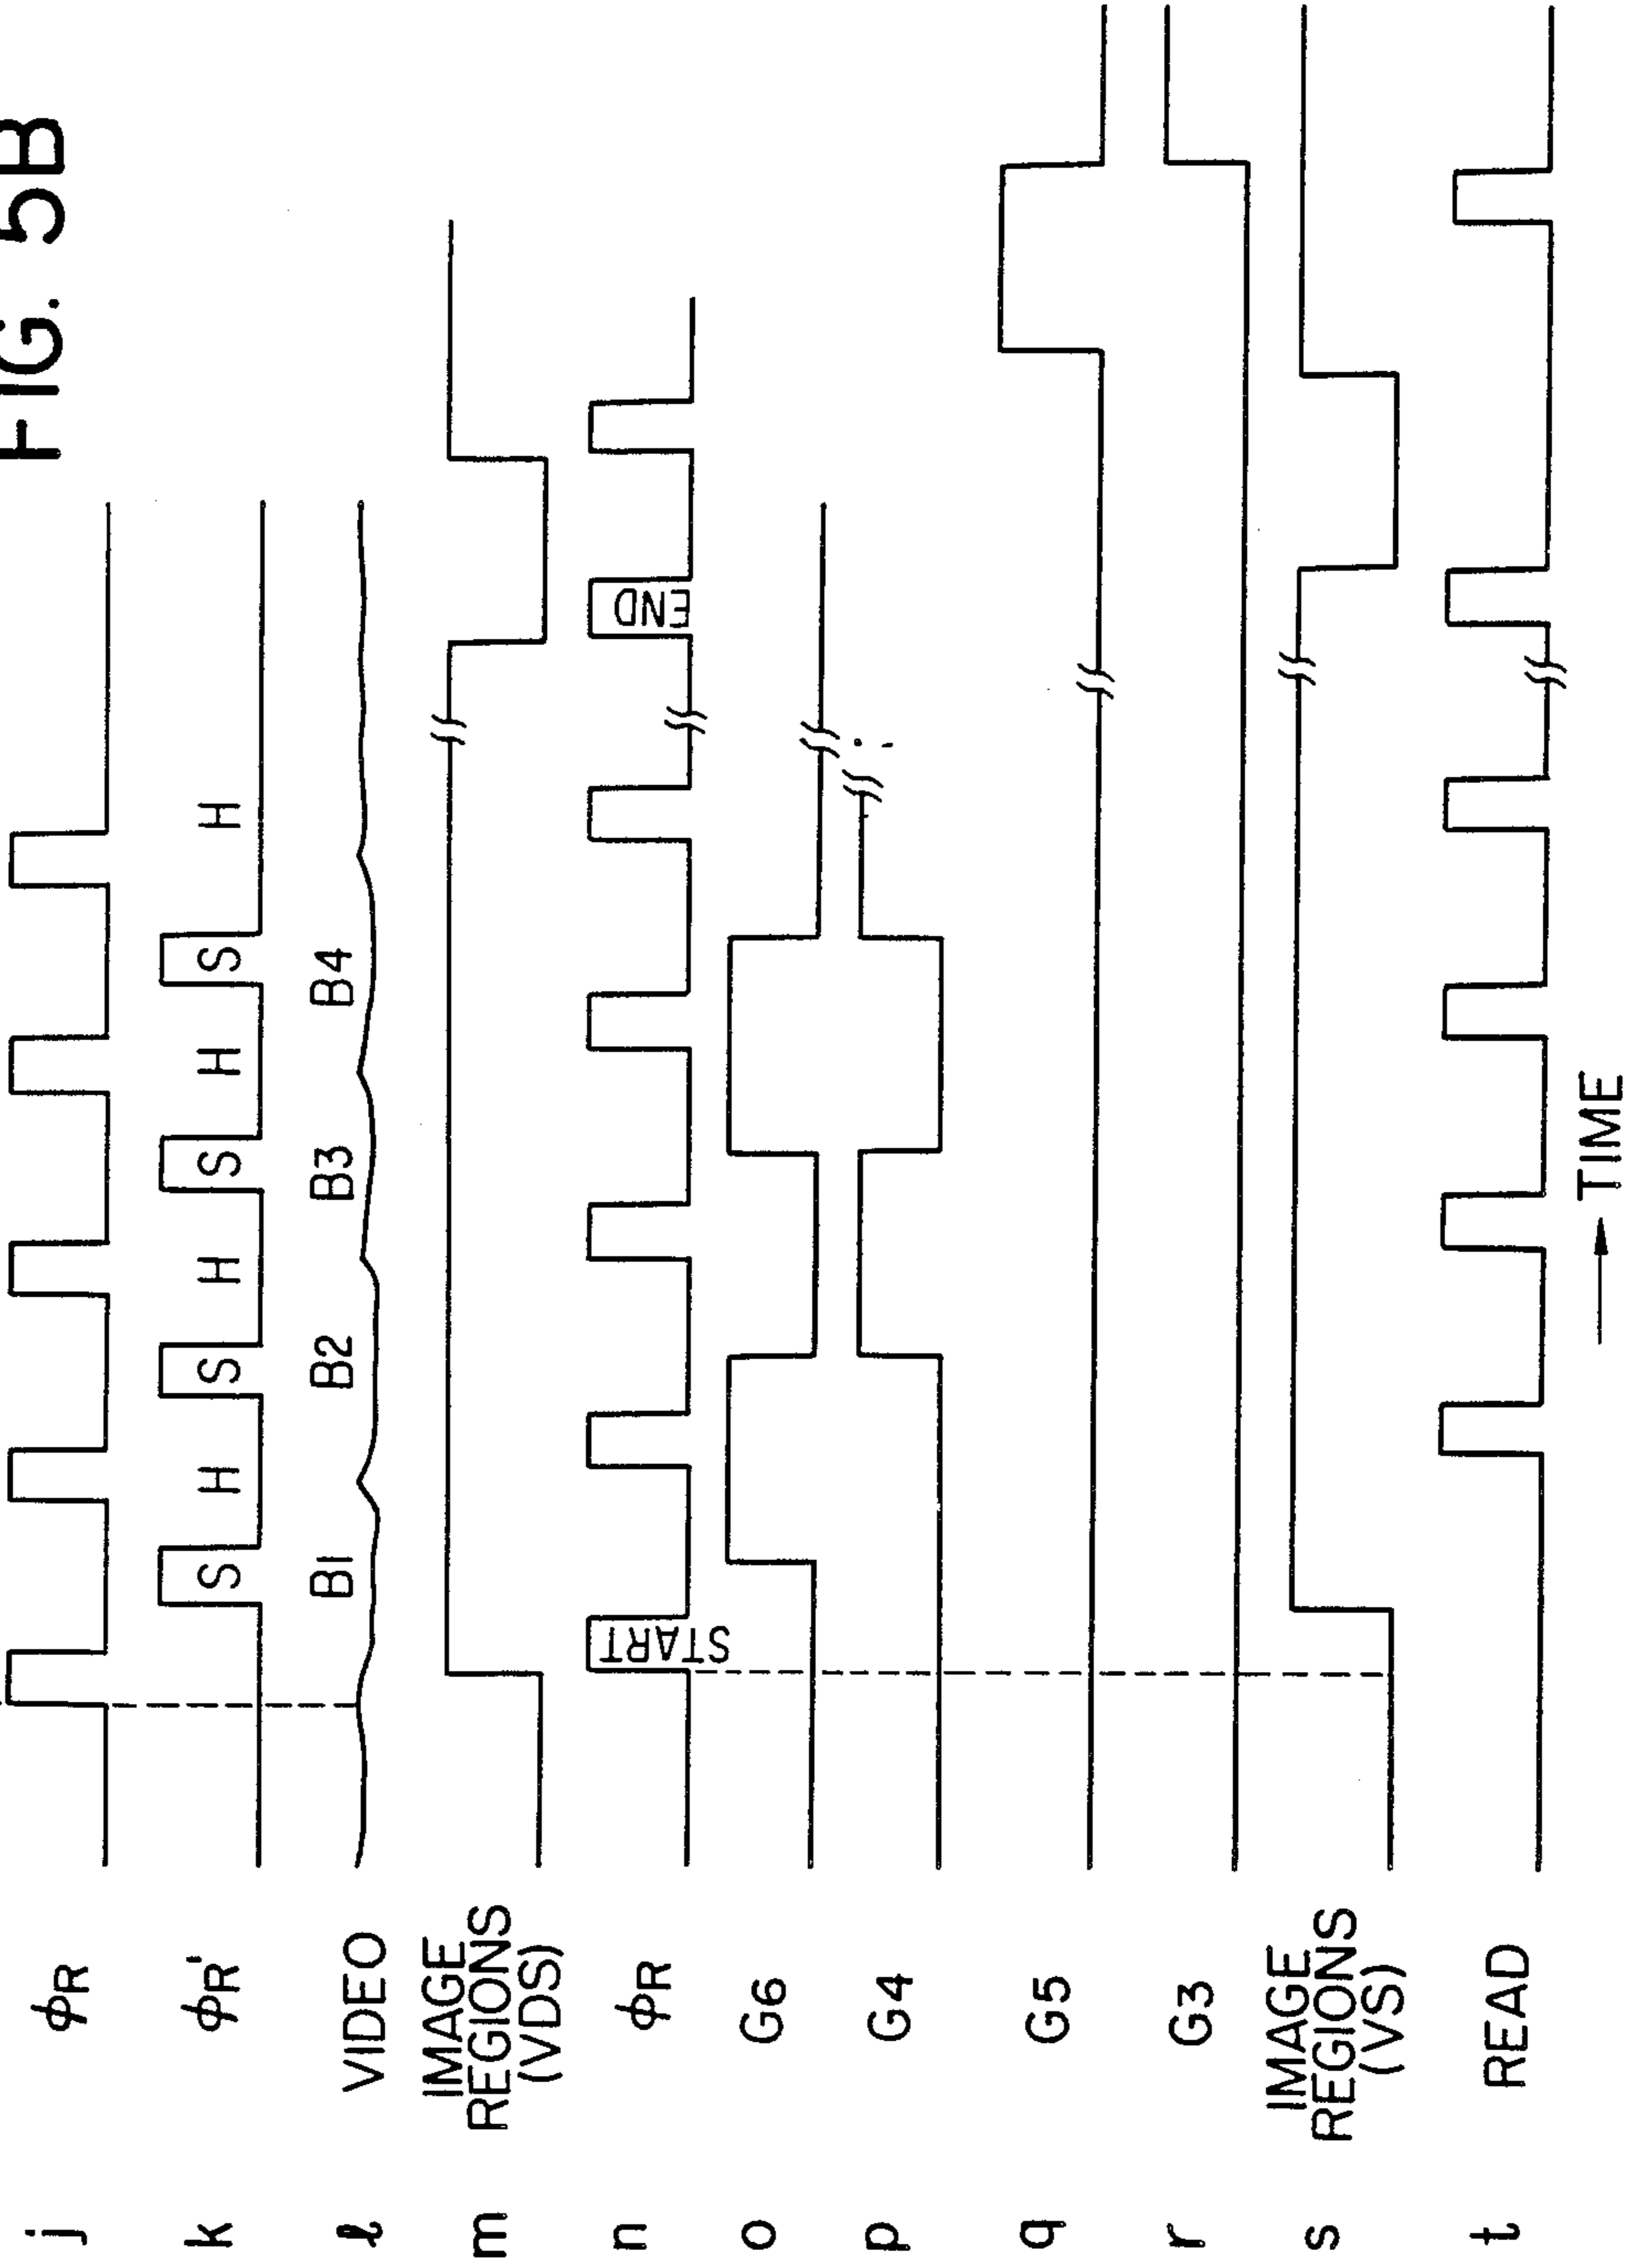 FIG. 5B
j φR
k φR'
S H S H S H S H
ℓ VIDEO
B1 B2 B3 B4
m IMAGE
REGIONS
(VDS)
n φR
START END
o G6
p G4
q G5
r G3
s IMAGE
REGIONS
(VS)
t READ
→ TIME